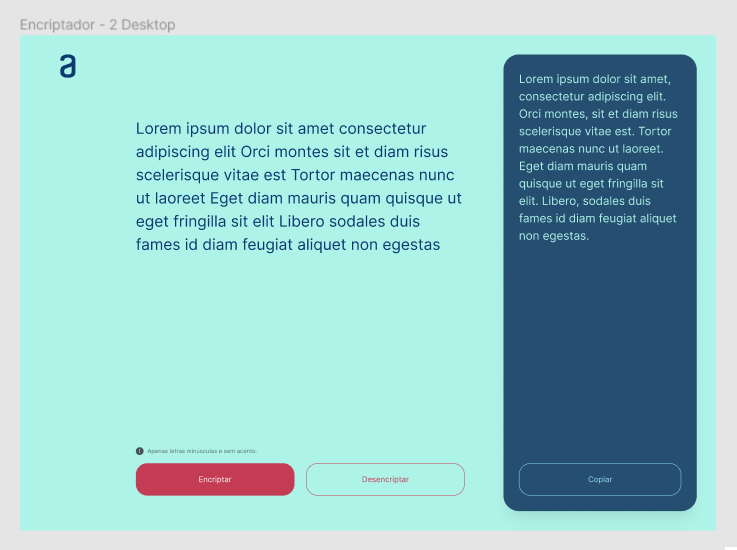 Encriptador - 2 Desktop
a
Lorem ipsum dolor sit amet consectetur
adipiscing elit Orci montes sit et diam risus
scelerisque vitae est Tortor maecenas nunc
ut laoreet Eget diam mauris quam quisque ut
eget fringilla sit elit Libero sodales duis
fames id diam feugiat aliquet non egestas
Apenas letras minúsculas e sem acento.
Encriptar
Desencriptar
Lorem ipsum dolor sit amet,
consectetur adipiscing elit.
Orci montes, sit et diam risus
scelerisque vitae est. Tortor
maecenas nunc ut laoreet.
Eget diam mauris quam
quisque ut eget fringilla sit
elit. Libero, sodales duis
fames id diam feugiat aliquet
non egestas.
Copiar